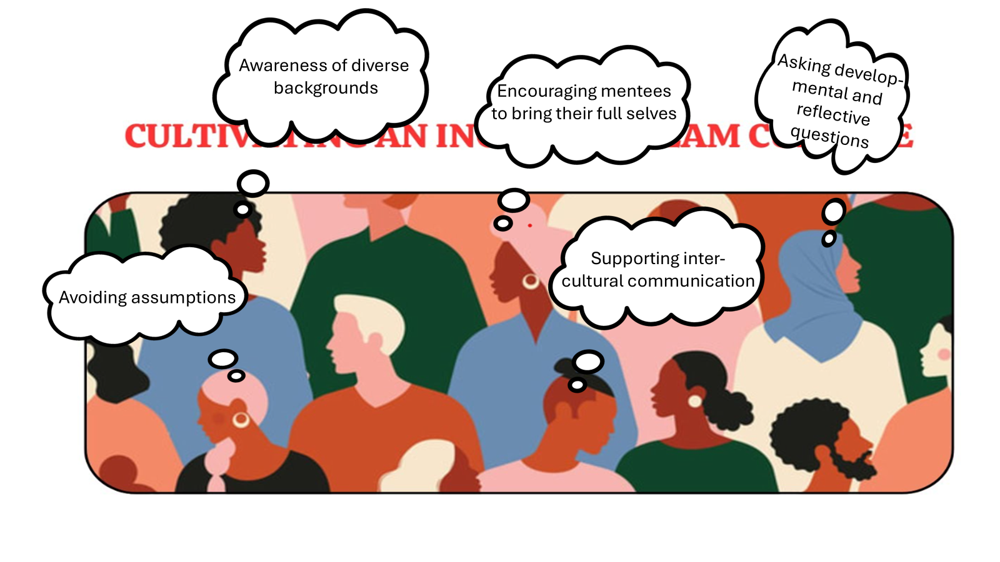 Awareness of diverse
backgrounds
Encouraging mentees
to bring their full selves
Asking develop-
mental and
reflective
questions
AN
Avoiding assumptions
Supporting inter-
cultural communication